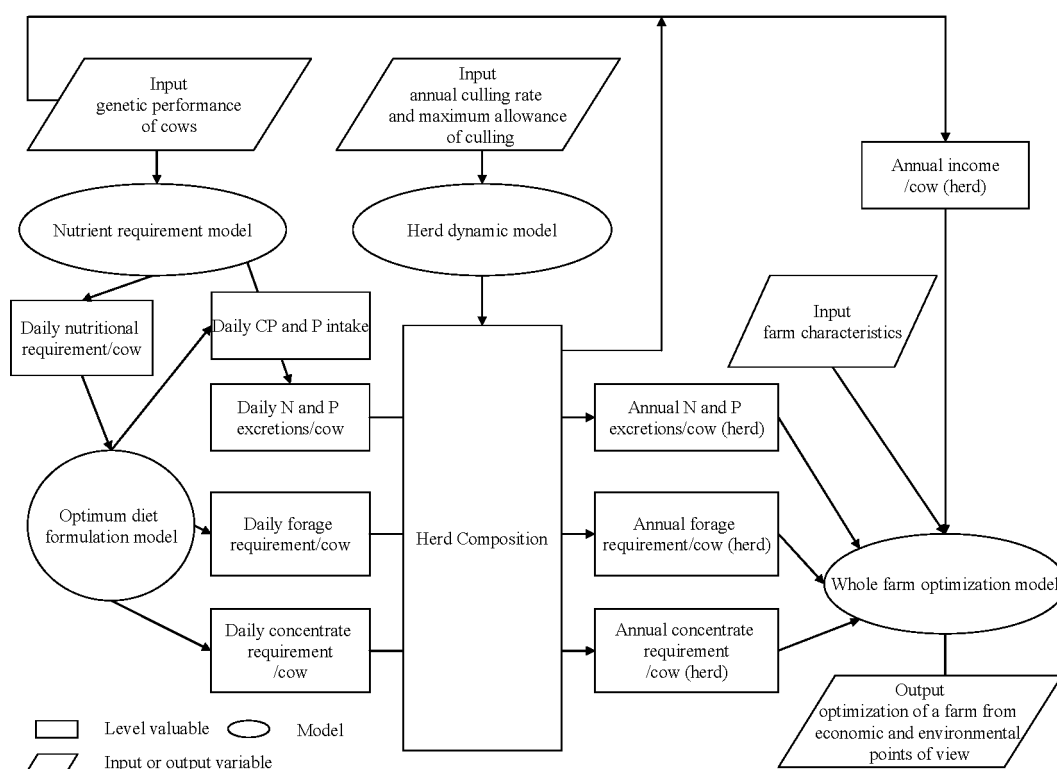 Input
genetic performance
of cows
Input
annual culling rate
and maximum allowance
of culling
Annual income
/cow (herd)
Nutrient requirement model
Herd dynamic model
Input
farm characteristics
Daily nutritional
requirement/cow
Daily CP and P intake
Daily N and P
excretions/cow
Annual N and P
excretions/cow (herd)
Optimum diet
formulation model
Daily forage
requirement/cow
Herd Composition
Annual forage
requirement/cow (herd)
Whole farm optimization model
Daily concentrate
requirement
/cow
Annual concentrate
requirement
/cow (herd)
Output
optimization of a farm from
economic and environmental
points of view
Level valuable
Model
Input or output variable